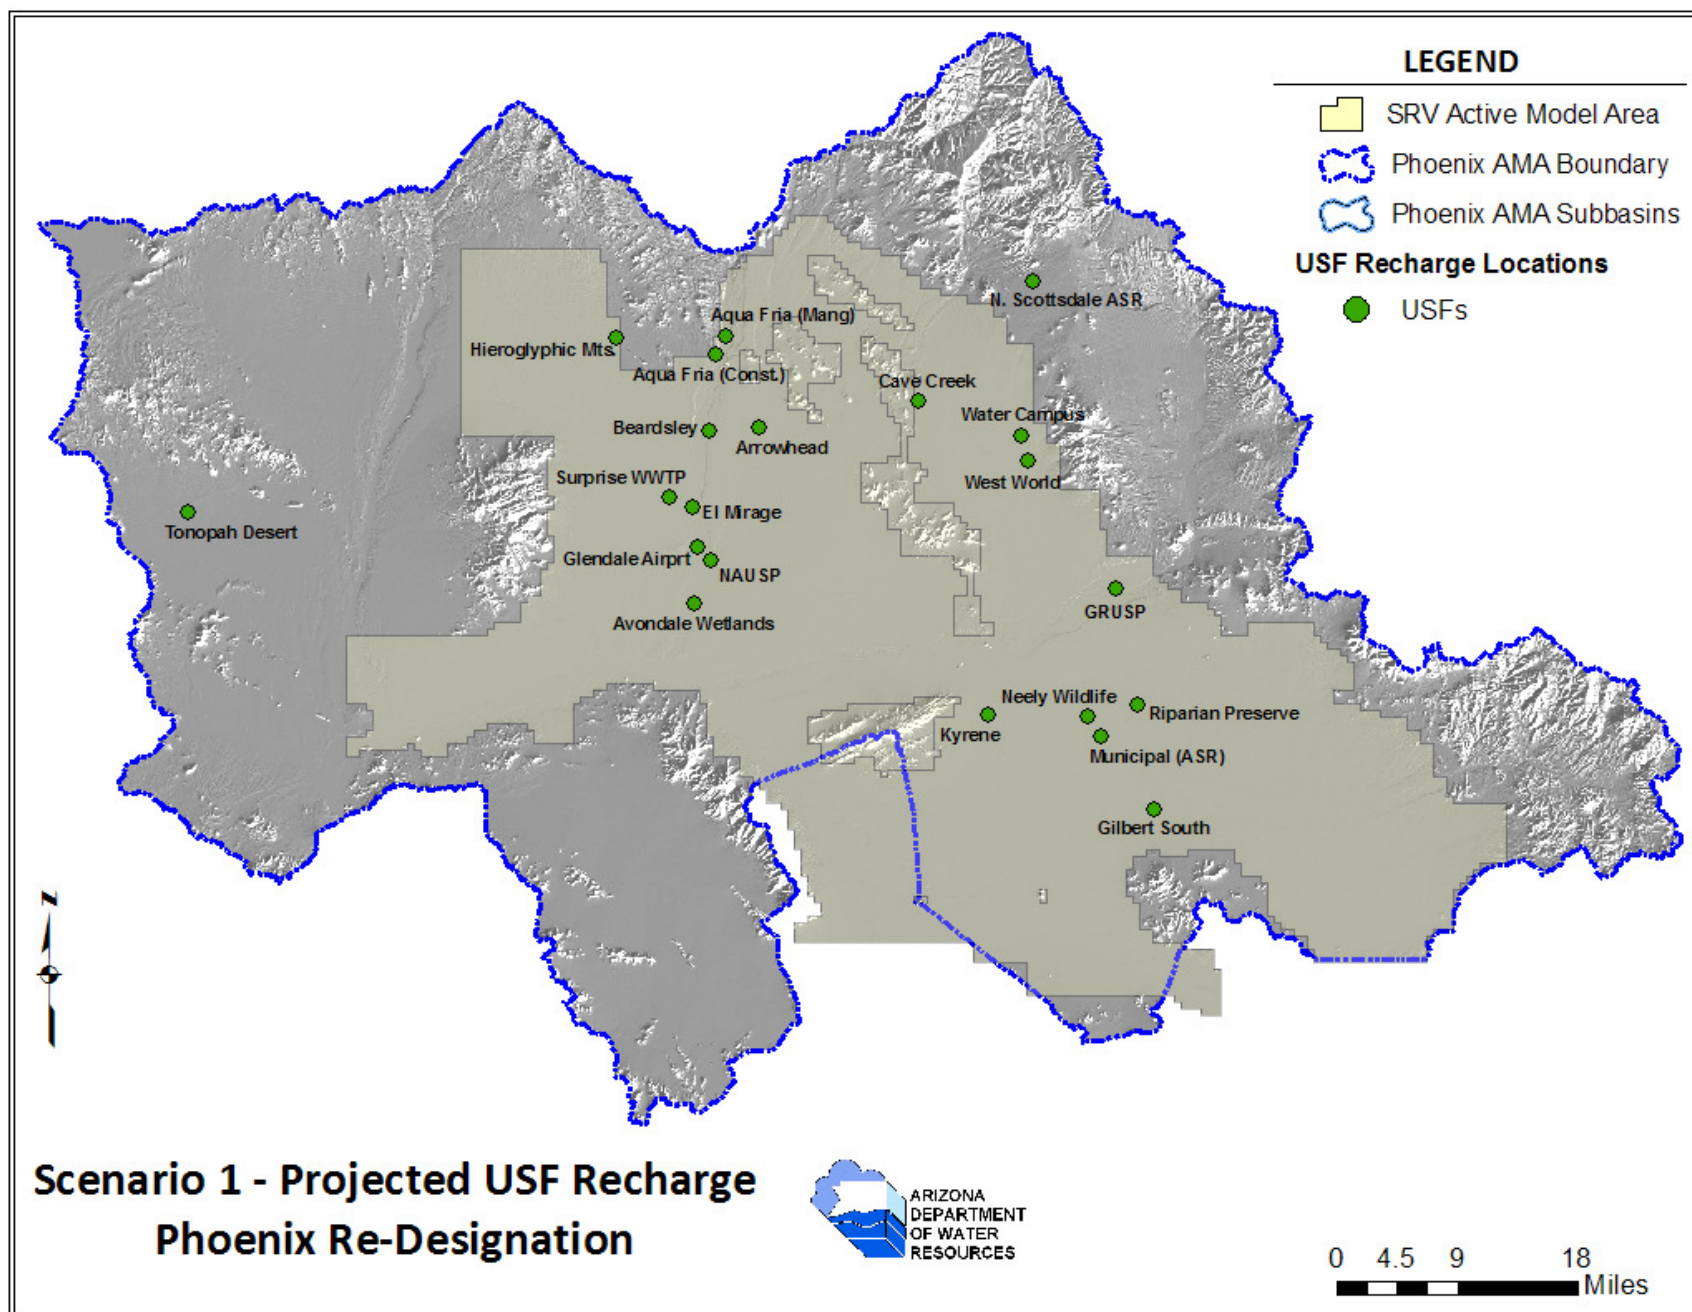 LEGEND
SRV Active Model Area
Phoenix AMA Boundary
Phoenix AMA Subbasins
USF Recharge Locations
USFs
N. Scottsdale ASR
Aqua Fria (Mang)
Hieroglyphic Mts.
Aqua Fria (Const.)
Cave Creek
Water Campus
Beardsley
Arrowhead
Surprise WWTP
West World
El Mirage
Tonopah Desert
Glendale Airprt
NAUSP
GRUSP
Avondale Wetlands
Neely Wildlife
Riparian Preserve
Kyrene
Municipal (ASR)
Gilbert South
N
Scenario 1 - Projected USF Recharge
Phoenix Re-Designation
ARIZONA
DEPARTMENT
OF WATER
RESOURCES
0 4.5 9 18
Miles